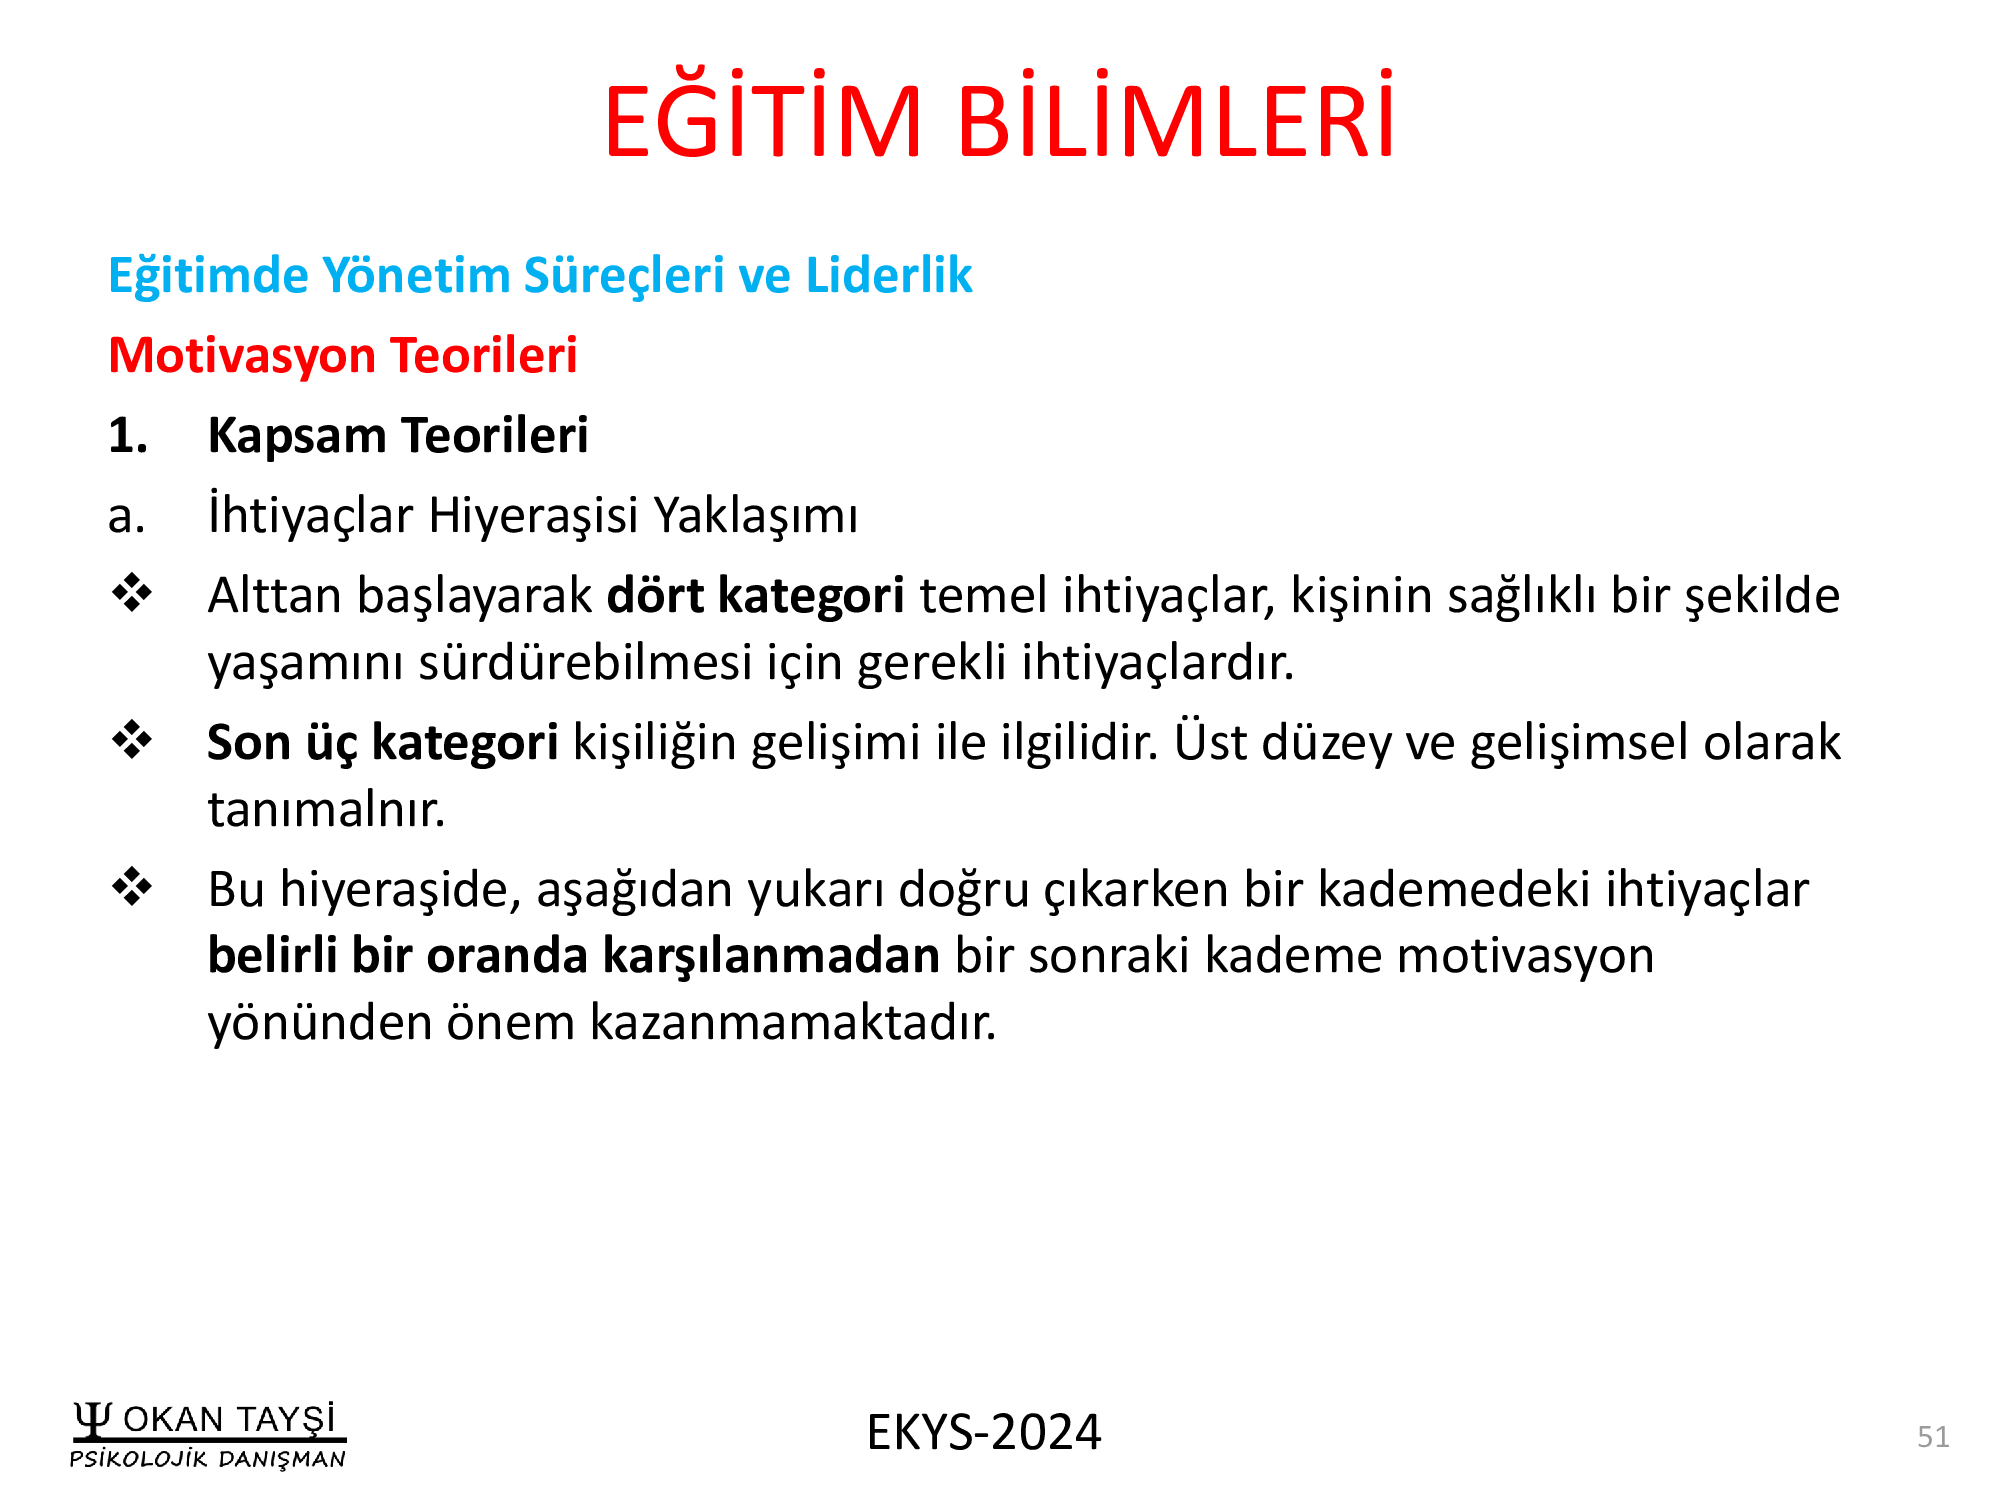 EĞİTİM BİLİMLERİ
Eğitimde Yönetim Süreçleri ve Liderlik
Motivasyon Teorileri
1. Kapsam Teorileri
a. İhtiyaçlar Hiyeraşisi Yaklaşımı
❖ Alttan başlayarak dört kategori temel ihtiyaçlar, kişinin sağlıklı bir şekilde
yaşamını sürdürebilmesi için gerekli ihtiyaçlardır.
❖ Son üç kategori kişiliğin gelişimi ile ilgilidir. Üst düzey ve gelişimsel olarak
tanımalnır.
❖ Bu hiyeraşide, aşağıdan yukarı doğru çıkarken bir kademedeki ihtiyaçlar
belirli bir oranda karşılanmadan bir sonraki kademe motivasyon
yönünden önem kazanmamaktadır.
Ψ OKAN TAYŞİ
PSİKOLOJİK DANIŞMAN
EKYS-2024
51